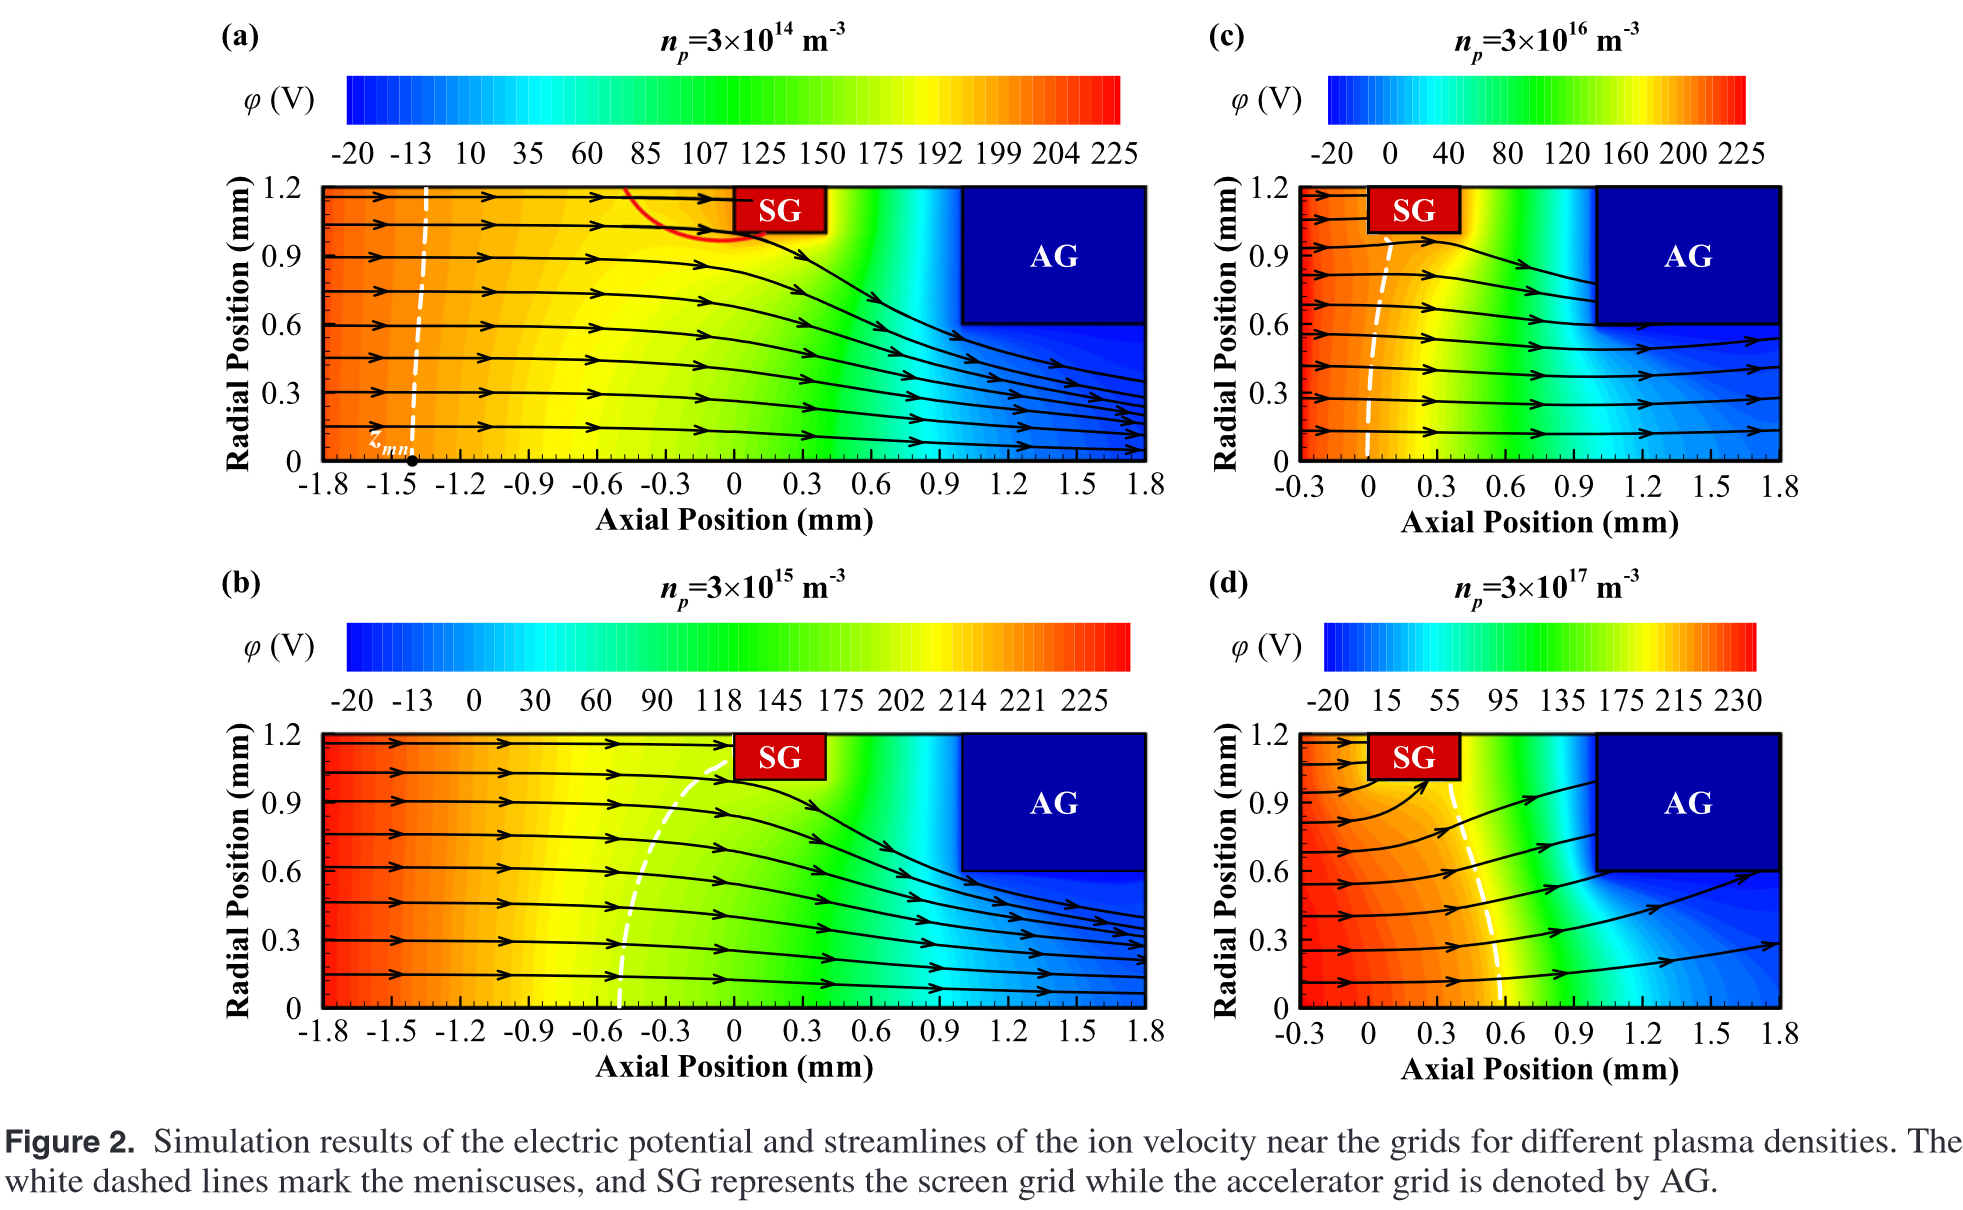 (a)
n_p=3×10^14 m^-3
φ (V)
-20 -13 10 35 60 85 107 125 150 175 192 199 204 225
Radial Position (mm)
1.2
0.9
0.6
0.3
0
SG
AG
z_mn
-1.8 -1.5 -1.2 -0.9 -0.6 -0.3 0 0.3 0.6 0.9 1.2 1.5 1.8
Axial Position (mm)
(c)
n_p=3×10^16 m^-3
φ (V)
-20 0 40 80 120 160 200 225
Radial Position (mm)
1.2
0.9
0.6
0.3
0
SG
AG
-0.3 0 0.3 0.6 0.9 1.2 1.5 1.8
Axial Position (mm)
(b)
n_p=3×10^15 m^-3
φ (V)
-20 -13 0 30 60 90 118 145 175 202 214 221 225
Radial Position (mm)
1.2
0.9
0.6
0.3
0
SG
AG
-1.8 -1.5 -1.2 -0.9 -0.6 -0.3 0 0.3 0.6 0.9 1.2 1.5 1.8
Axial Position (mm)
(d)
n_p=3×10^17 m^-3
φ (V)
-20 15 55 95 135 175 215 230
Radial Position (mm)
1.2
0.9
0.6
0.3
0
SG
AG
-0.3 0 0.3 0.6 0.9 1.2 1.5 1.8
Axial Position (mm)
Figure 2. Simulation results of the electric potential and streamlines of the ion velocity near the grids for different plasma densities. The
white dashed lines mark the meniscuses, and SG represents the screen grid while the accelerator grid is denoted by AG.